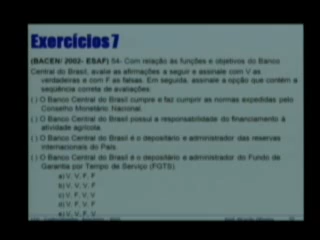 Exercícios 7
(BACEN/ 2002- ESAF) 54- Com relação às funções e objetivos do Banco
Central do Brasil, avalie as afirmações a seguir e assinale com V as
verdadeiras e com F as falsas. Em seguida, assinale a opção que contém a
seqüência correta de avaliações.
( ) O Banco Central do Brasil cumpre e faz cumprir as normas expedidas pelo
Conselho Monetário Nacional.
( ) O Banco Central do Brasil possui a responsabilidade do financiamento à
atividade agrícola.
( ) O Banco Central do Brasil é o depositário e administrador das reservas
internacionais do País.
( ) O Banco Central do Brasil é o depositário e administrador do Fundo de
Garantia por Tempo de Serviço (FGTS).
a) V, V, F, F
b) V, F, V, F
c) V, F, V, V
d) F, F, V, F
e) V, F, F, V